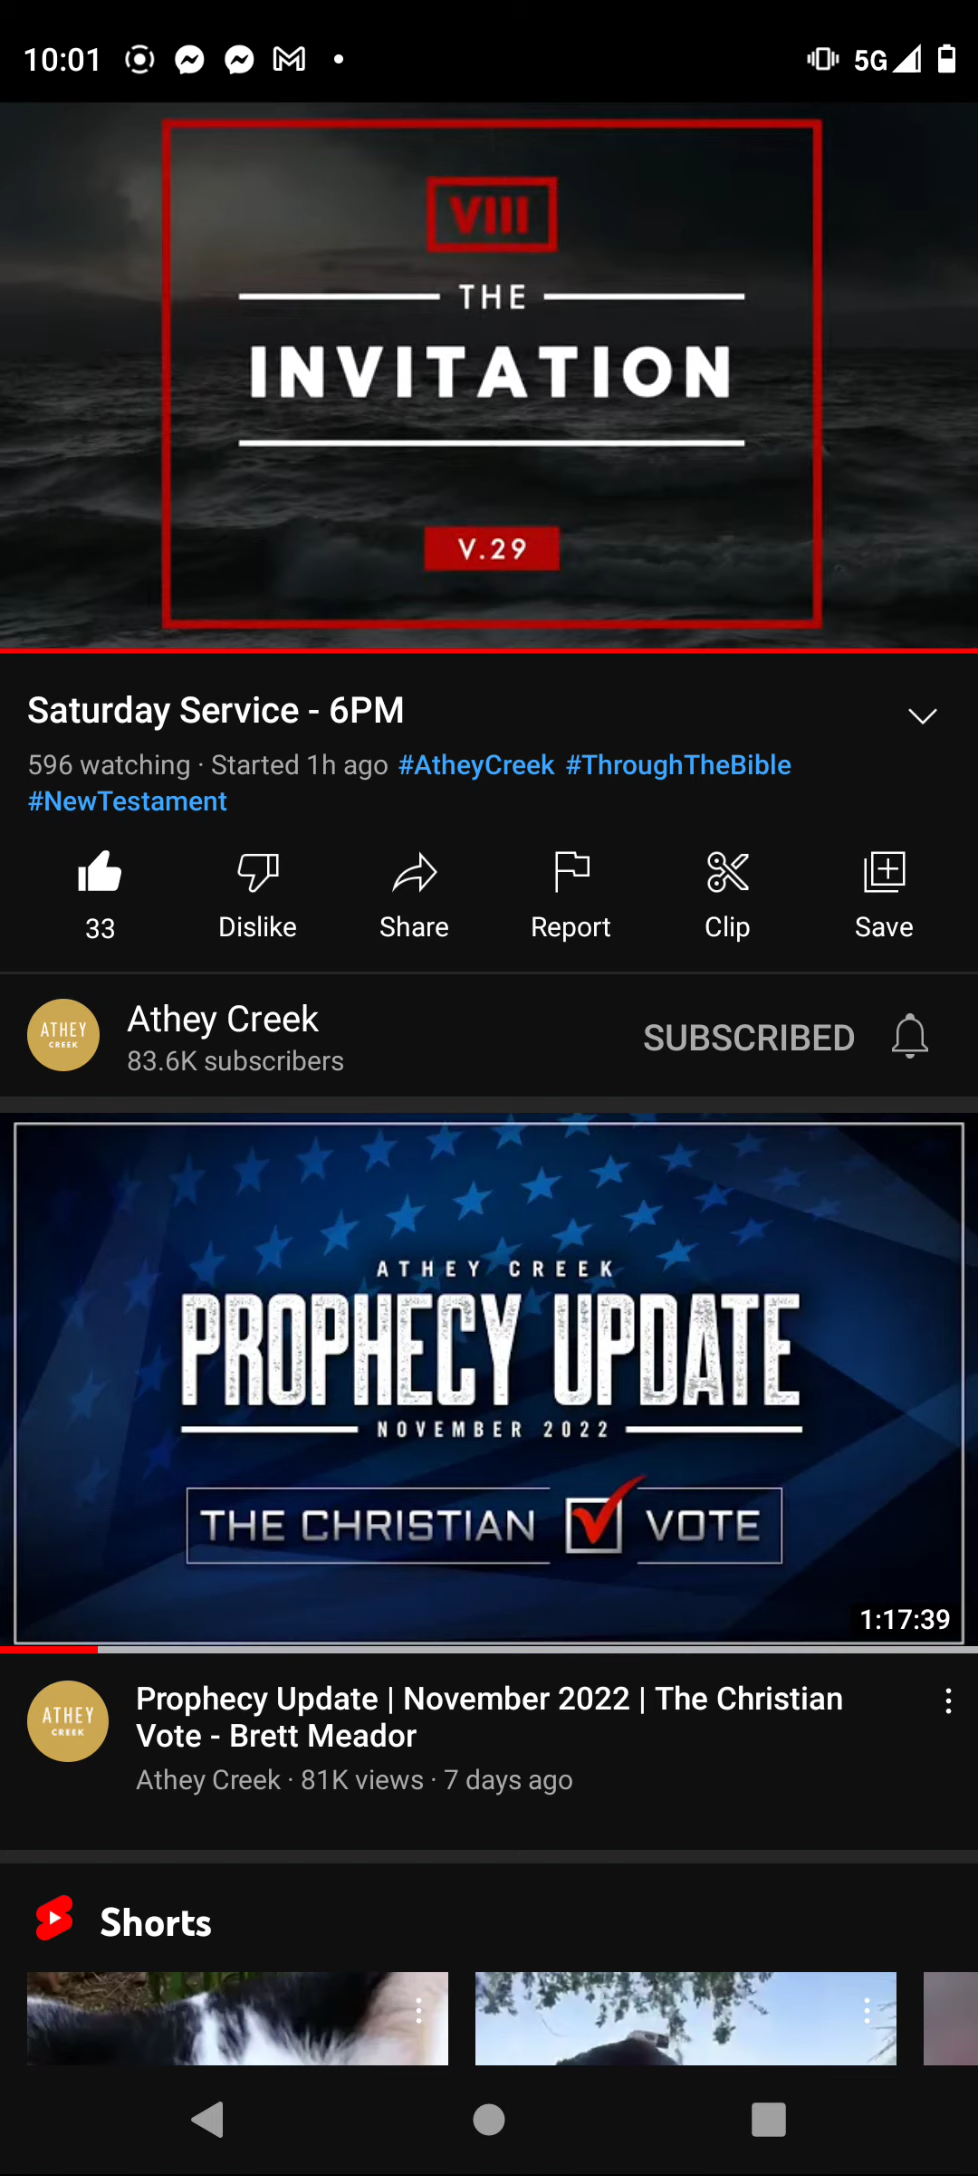 10:01 5G
VIII
THE
INVITATION
V.29
Saturday Service - 6PM
596 watching · Started 1h ago #AtheyCreek #ThroughTheBible
#NewTestament
33 Dislike Share Report Clip Save
ATHEY
CREEK
Athey Creek
83.6K subscribers
SUBSCRIBED
ATHEY CREEK
PROPHECY UPDATE
NOVEMBER 2022
THE CHRISTIAN VOTE
1:17:39
ATHEY
CREEK
Prophecy Update | November 2022 | The Christian
Vote - Brett Meador
Athey Creek · 81K views · 7 days ago
Shorts